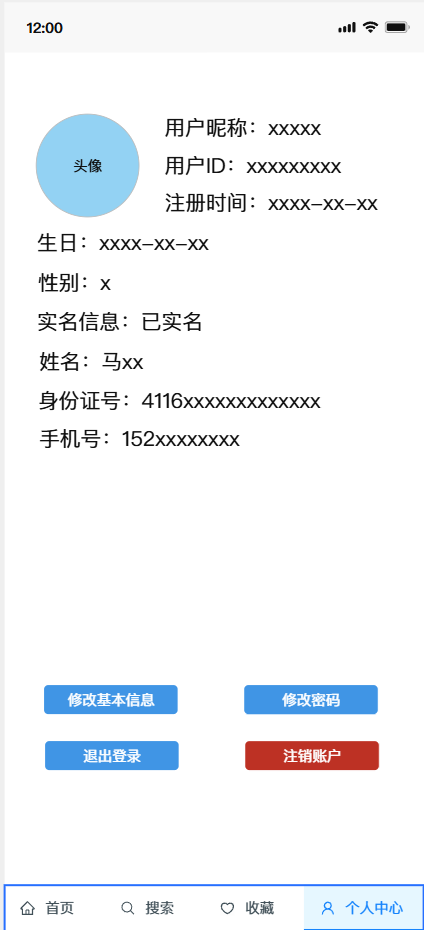 12:00
头像
用户昵称：xxxxx
用户ID：xxxxxxxxx
注册时间：xxxx-xx-xx
生日：xxxx-xx-xx
性别：x
实名信息：已实名
姓名：马xx
身份证号：4116xxxxxxxxxxxxx
手机号：152xxxxxxxx
修改基本信息 修改密码
退出登录 注销账户
首页 搜索 收藏 个人中心